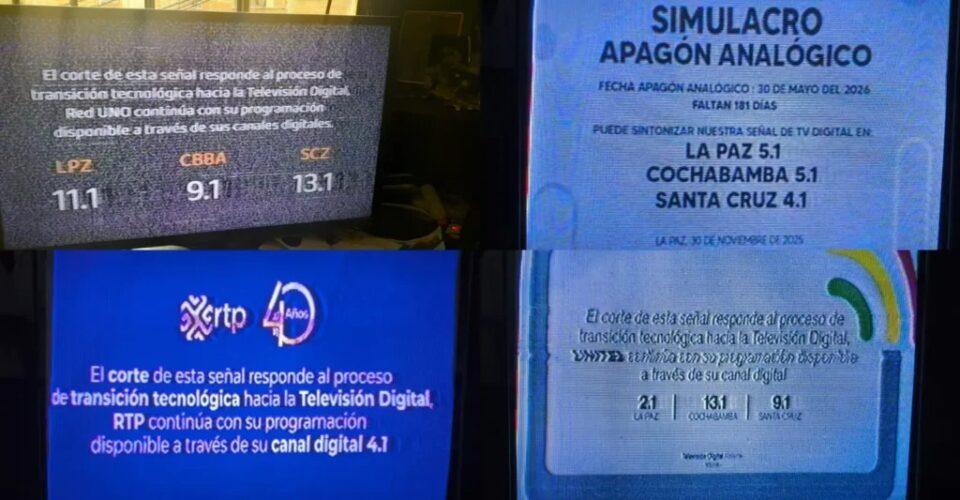 El corte de esta señal responde al proceso de
transición tecnológica hacia la Televisión Digital,
Red UNO continúa con su programación
disponible a través de sus canales digitales.
LPZ CBBA SCZ
11.1 9.1 13.1
SIMULACRO
APAGÓN ANALÓGICO
FECHA APAGÓN ANALÓGICO : 30 DE MAYO DEL 2026
FALTAN 181 DÍAS
PUEDE SINTONIZAR NUESTRA SEÑAL DE TV DIGITAL EN:
LA PAZ 5.1
COCHABAMBA 5.1
SANTA CRUZ 4.1
LA PAZ, 30 DE NOVIEMBRE DE 2025
rtp 40 Años
El corte de esta señal responde al proceso
de transición tecnológica hacia la Televisión Digital,
RTP continúa con su programación
disponible a través de su canal digital 4.1
El corte de esta señal responde al proceso de
transición tecnológica hacia la Televisión Digital,
UNITEL continúa con su programación disponible
a través de su canal digital
2.1 13.1 9.1
LA PAZ COCHABAMBA SANTA CRUZ
Televisión Digital